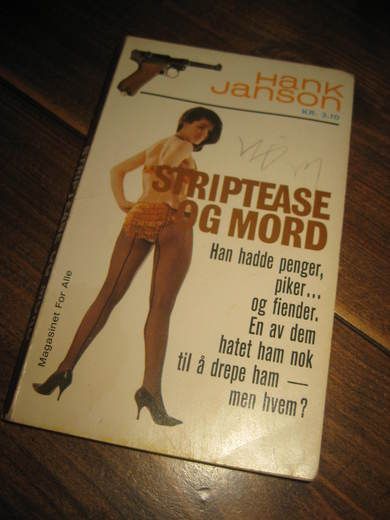 Hank
Janson
KR. 3.10
STRIPTEASE
OG MORD
Han hadde penger,
piker...
og fiender.
En av dem
hatet ham nok
til å drepe ham —
men hvem?
Magasinet For Alle